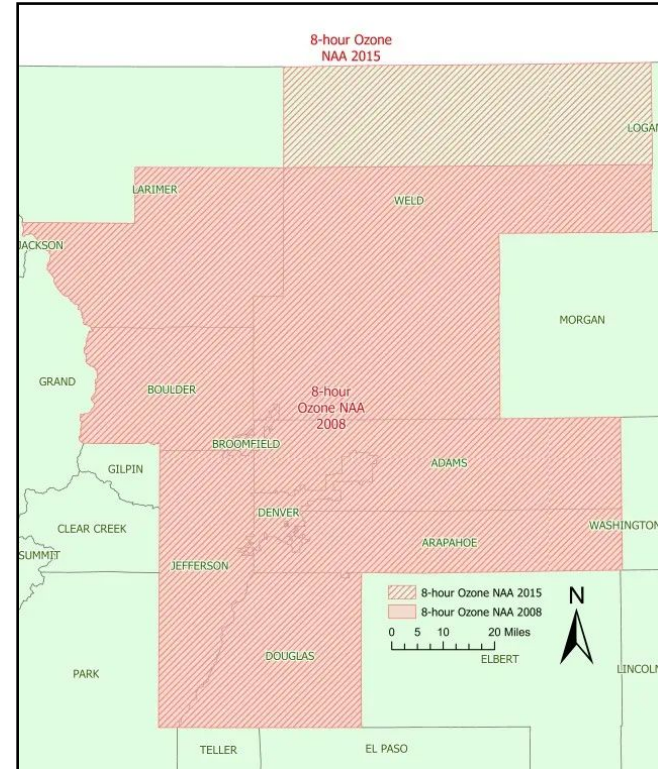 8-hour Ozone
NAA 2015
LOGAN
LARIMER
WELD
JACKSON
MORGAN
GRAND
BOULDER
8-hour
Ozone NAA
2008
BROOMFIELD
GILPIN
ADAMS
CLEAR CREEK
DENVER
WASHINGTON
SUMMIT
JEFFERSON
ARAPAHOE
8-hour Ozone NAA 2015
8-hour Ozone NAA 2008
N
0 5 10 20 Miles
DOUGLAS
ELBERT
LINCOLN
PARK
TELLER
EL PASO